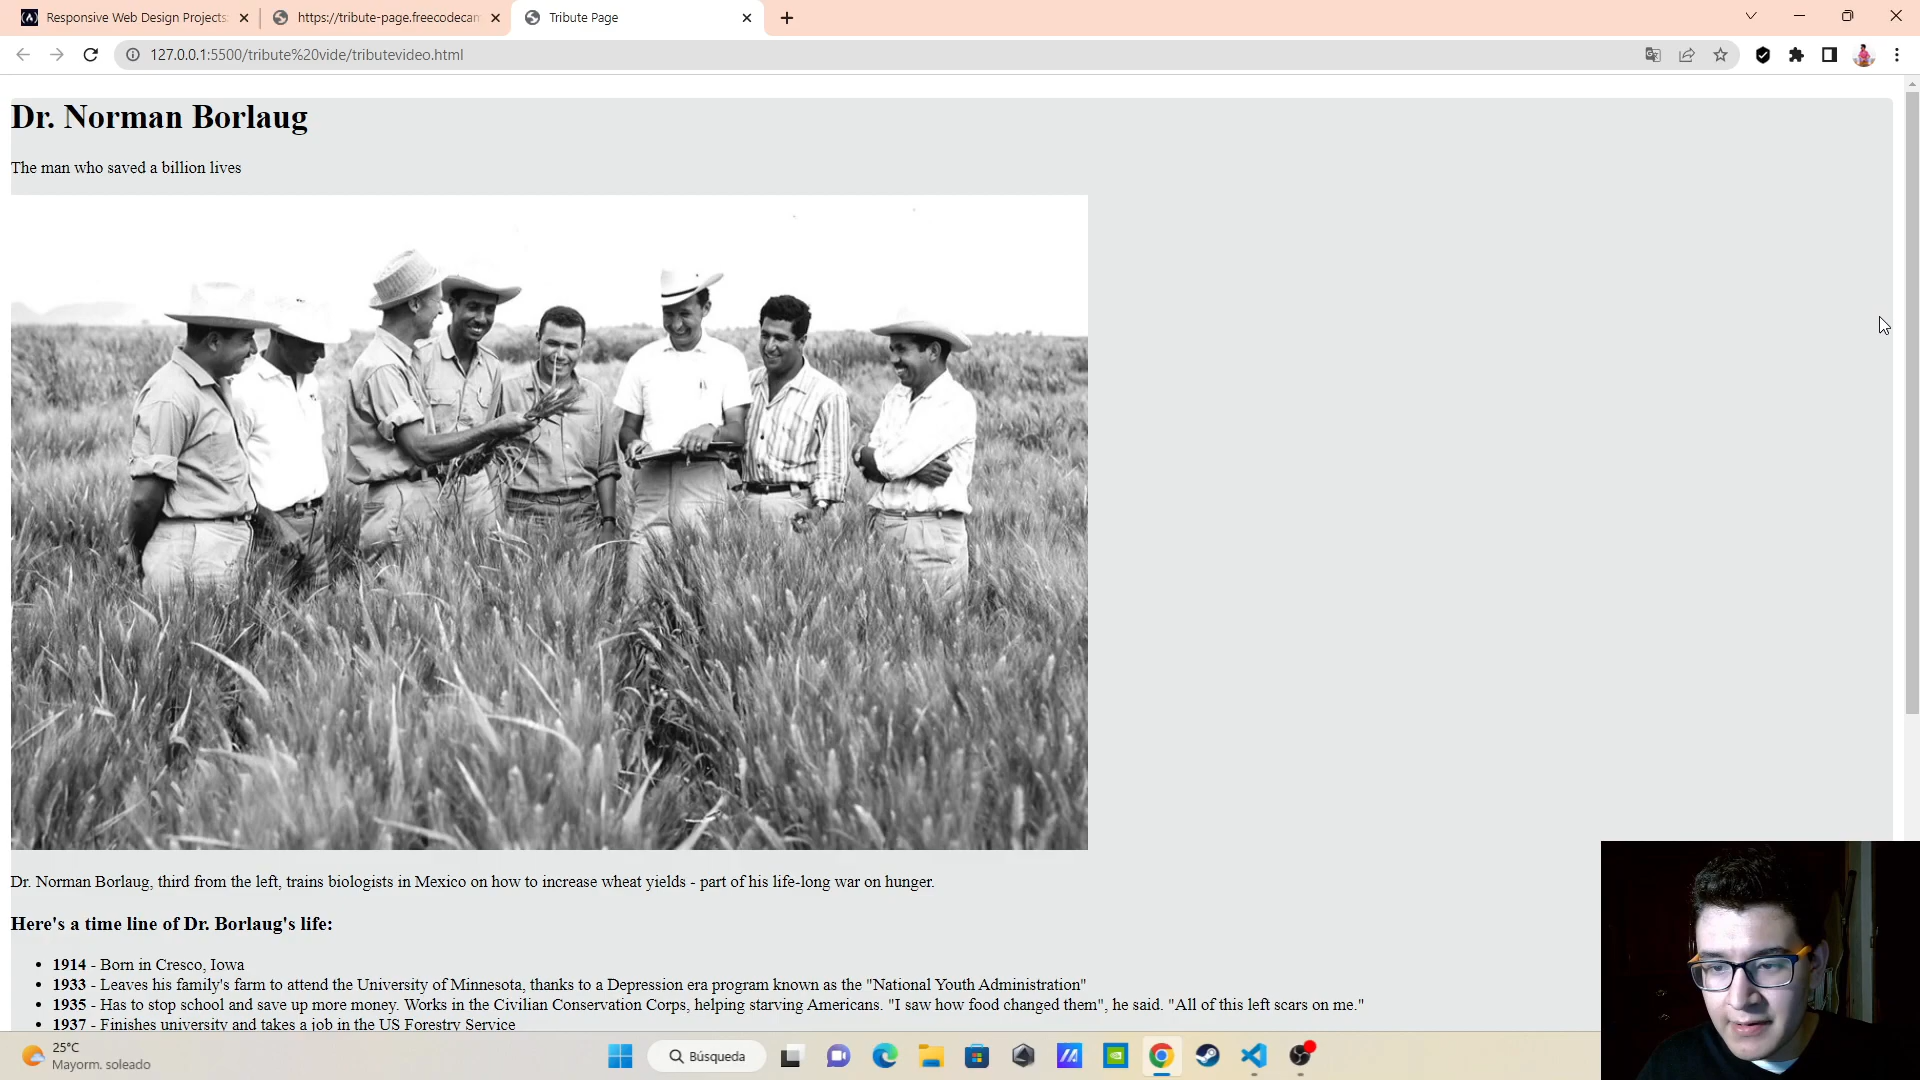 Responsive Web Design Projects:
https://tribute-page.freecodecam
Tribute Page
127.0.0.1:5500/tribute%20vide/tributevideo.html
Dr. Norman Borlaug
The man who saved a billion lives
Dr. Norman Borlaug, third from the left, trains biologists in Mexico on how to increase wheat yields - part of his life-long war on hunger.
Here's a time line of Dr. Borlaug's life:
• 1914 - Born in Cresco, Iowa
• 1933 - Leaves his family's farm to attend the University of Minnesota, thanks to a Depression era program known as the "National Youth Administration"
• 1935 - Has to stop school and save up more money. Works in the Civilian Conservation Corps, helping starving Americans. "I saw how food changed them", he said. "All of this left scars on me."
• 1937 - Finishes university and takes a job in the US Forestry Service
25°C
Mayorm. soleado
Búsqueda